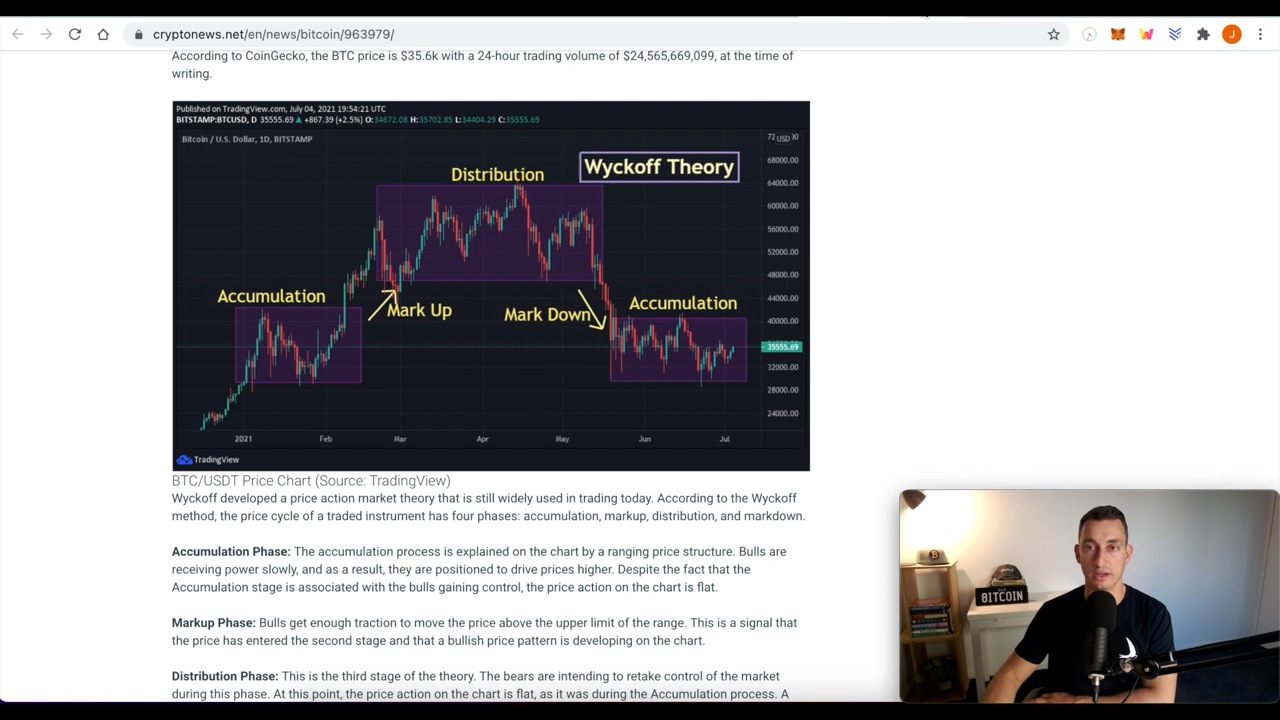 cryptonews.net/en/news/bitcoin/963979/
J
According to CoinGecko, the BTC price is $35.6k with a 24-hour trading volume of $24,565,669,099, at the time of
writing.
Published on TradingView.com, July 04, 2021 19:54:21 UTC
BITSTAMP:BTCUSD, D 35555.69 ▲ +867.39 (+2.5%) O:34672.08 H:35702.85 L:34404.29 C:35555.69
Bitcoin / U.S. Dollar, 1D, BITSTAMP
USD
Wyckoff Theory
Distribution
Accumulation
Mark Up
Mark Down
Accumulation
68000.00
64000.00
60000.00
56000.00
52000.00
48000.00
44000.00
40000.00
35555.69
32000.00
28000.00
24000.00
2021 Feb Mar Apr May Jun Jul
TradingView
BTC/USDT Price Chart (Source: TradingView)
Wyckoff developed a price action market theory that is still widely used in trading today. According to the Wyckoff
method, the price cycle of a traded instrument has four phases: accumulation, markup, distribution, and markdown.
Accumulation Phase: The accumulation process is explained on the chart by a ranging price structure. Bulls are
receiving power slowly, and as a result, they are positioned to drive prices higher. Despite the fact that the
Accumulation stage is associated with the bulls gaining control, the price action on the chart is flat.
Markup Phase: Bulls get enough traction to move the price above the upper limit of the range. This is a signal that
the price has entered the second stage and that a bullish price pattern is developing on the chart.
Distribution Phase: This is the third stage of the theory. The bears are intending to retake control of the market
during this phase. At this point, the price action on the chart is flat, as it was during the Accumulation process. A
BITCOIN